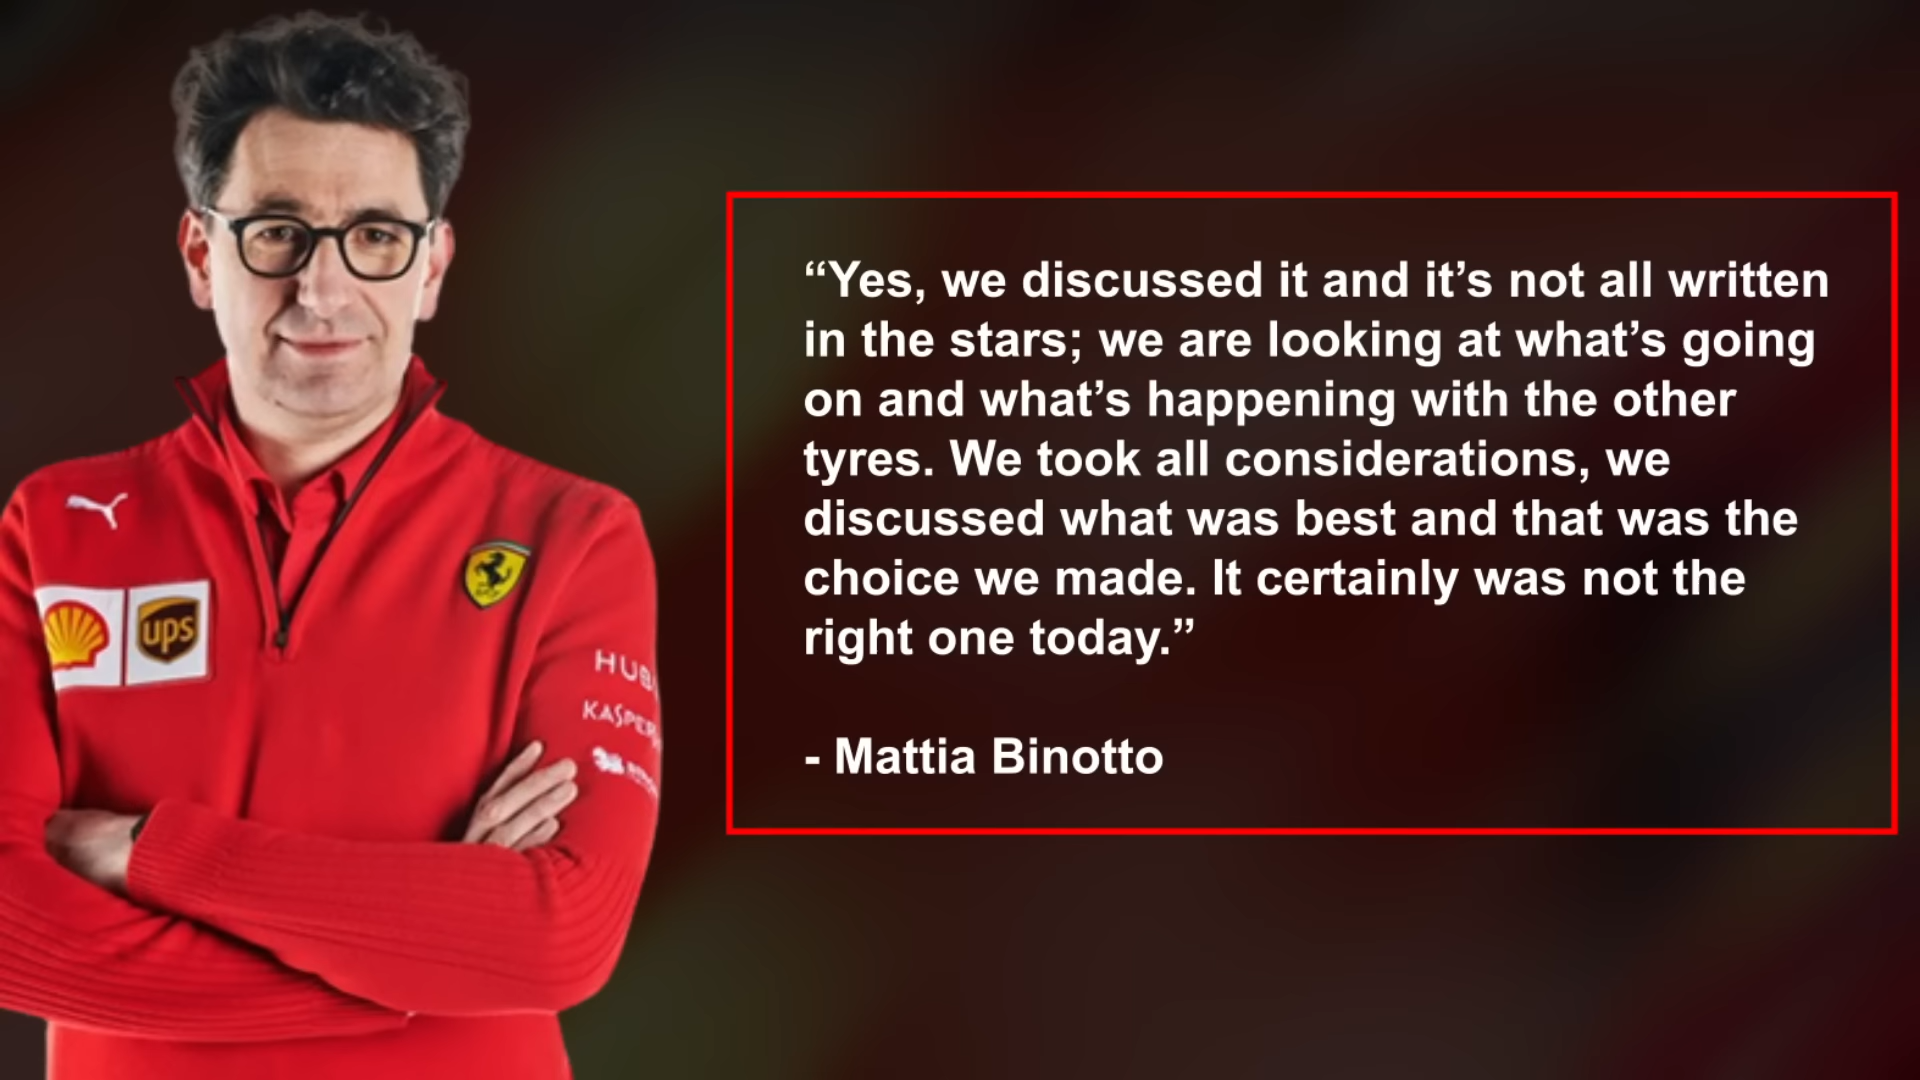 “Yes, we discussed it and it’s not all written
in the stars; we are looking at what’s going
on and what’s happening with the other
tyres. We took all considerations, we
discussed what was best and that was the
choice we made. It certainly was not the
right one today.”
- Mattia Binotto
ups